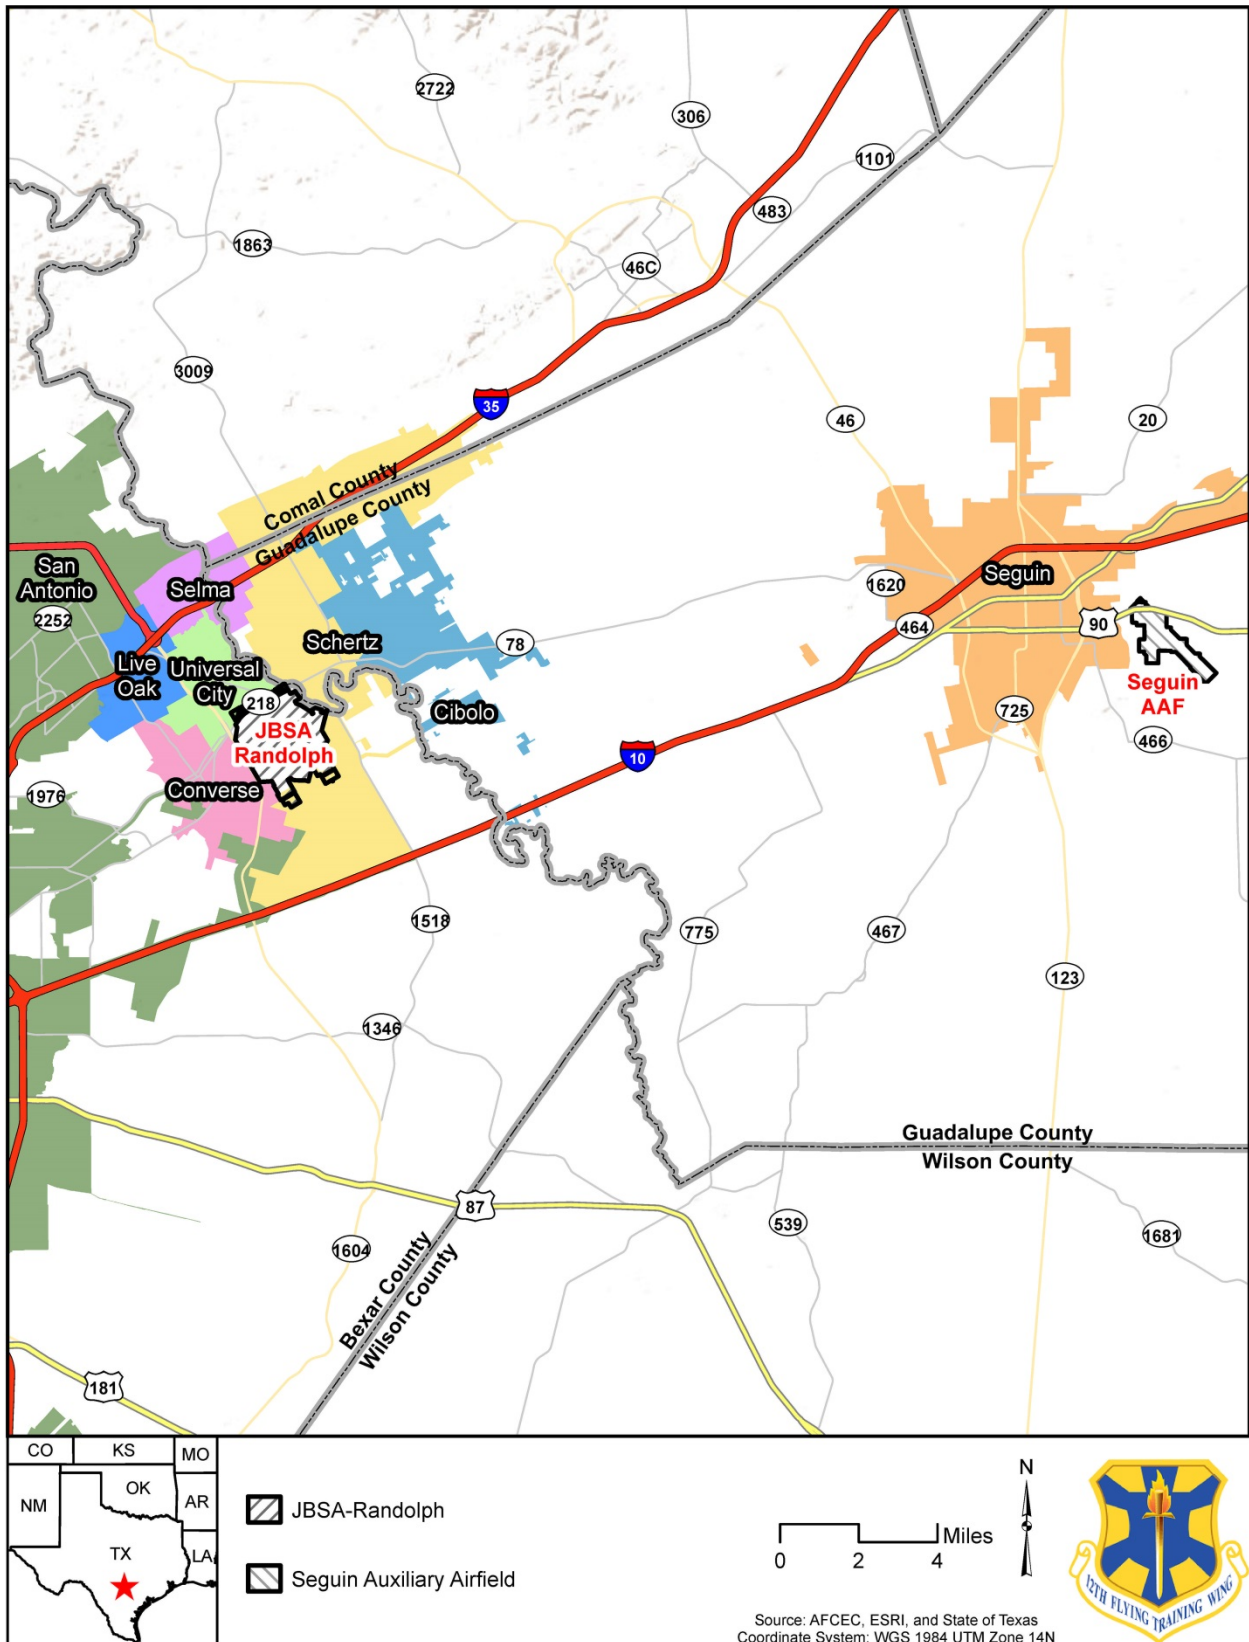 2722
306
1101
483
1863
46C
3009
35
46
20
Comal County
Guadalupe County
San
Antonio
Selma
2252
Seguin
1620
464
90
Schertz
78
Live
Oak
Universal
City
218
Cibolo
Seguin
AAF
725
466
JBSA
Randolph
10
Converse
1976
1518
775
467
123
1346
Guadalupe County
Wilson County
87
539
1681
1604
Bexar County
Wilson County
181
CO
KS
MO
OK
NM
AR
TX
LA
JBSA-Randolph
Seguin Auxiliary Airfield
N
Miles
0 2 4
12TH FLYING TRAINING WING
Source: AFCEC, ESRI, and State of Texas
Coordinate System: WGS 1984 UTM Zone 14N